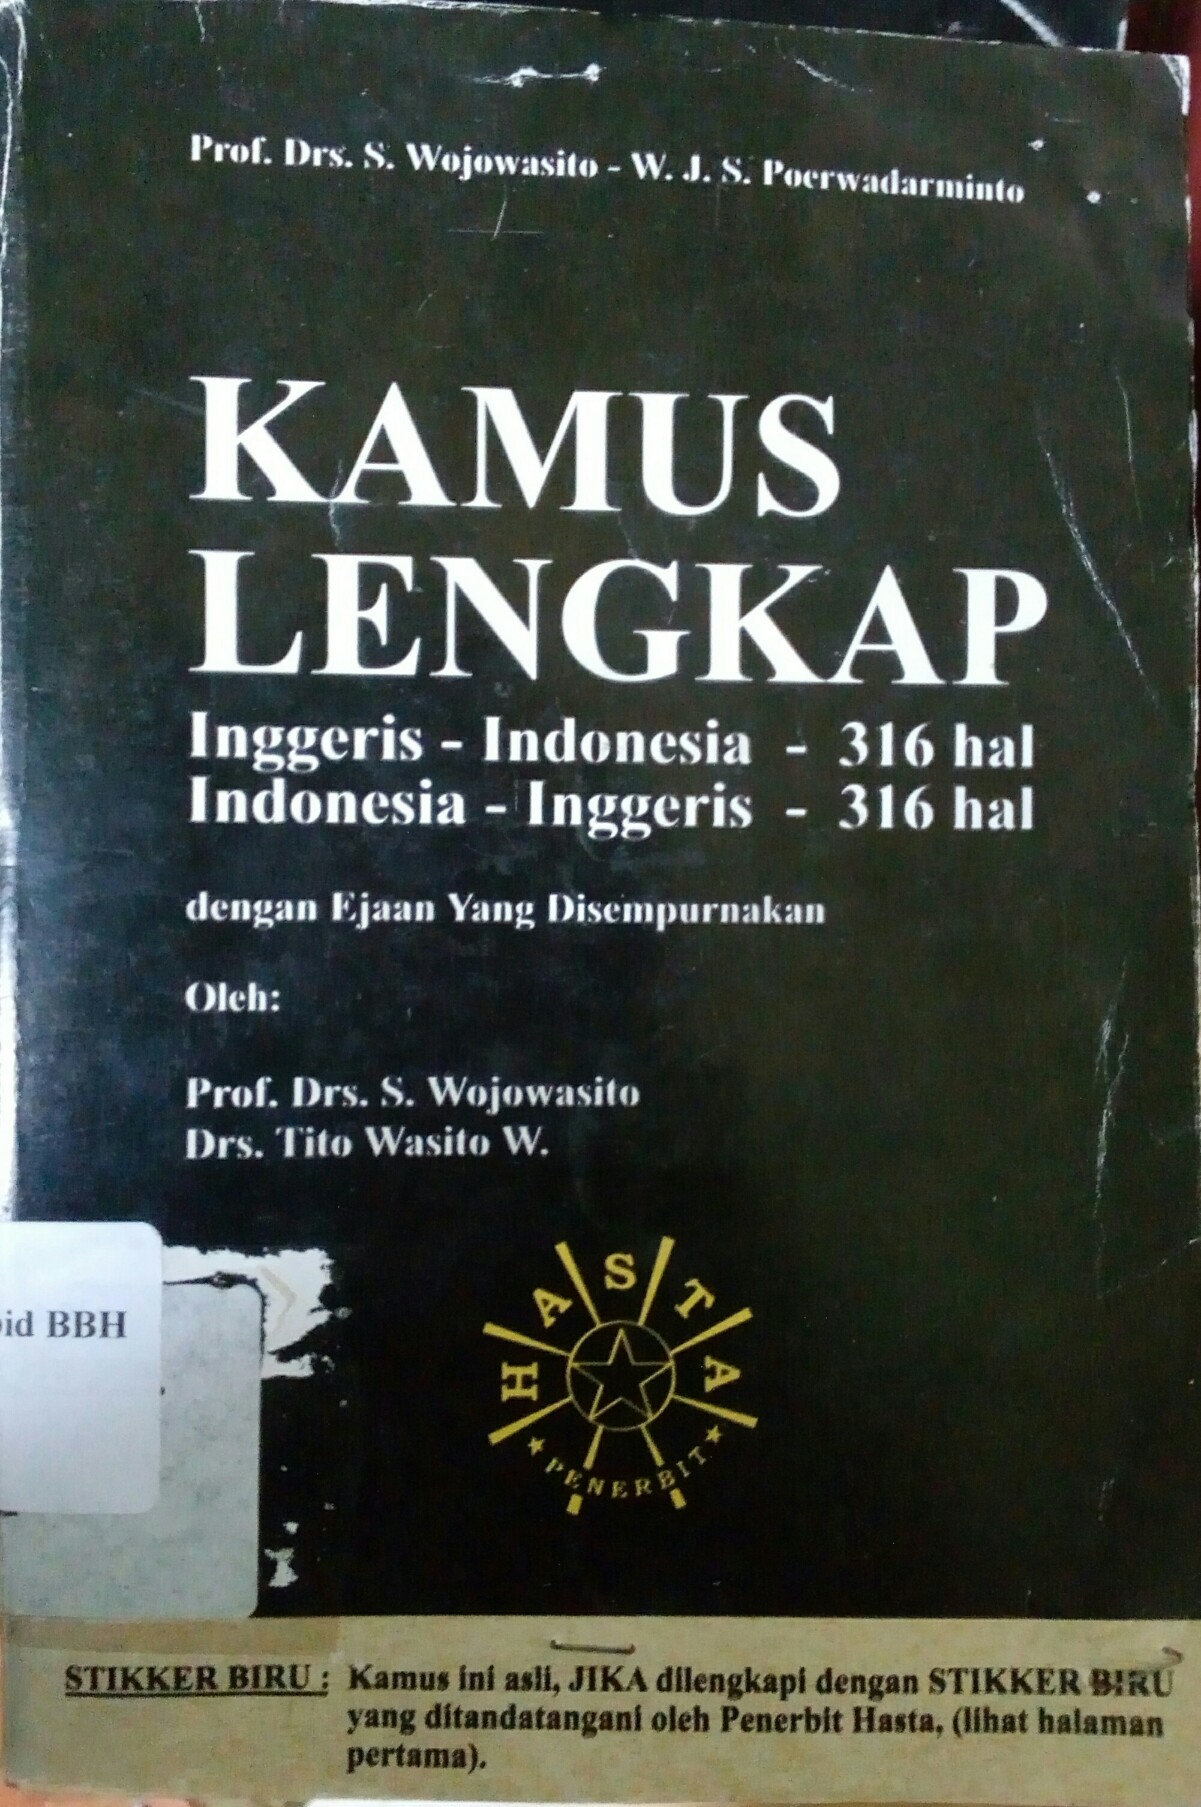 Prof. Drs. S. Wojowasito - W. J. S. Poerwadarminto
KAMUS
LENGKAP
Inggeris - Indonesia - 316 hal
Indonesia - Inggeris - 316 hal
dengan Ejaan Yang Disempurnakan
Oleh:
Prof. Drs. S. Wojowasito
Drs. Tito Wasito W.
BBH
HASTA
PENERBIT
STIKKER BIRU : Kamus ini asli, JIKA dilengkapi dengan STIKKER BIRU
yang ditandatangani oleh Penerbit Hasta, (lihat halaman
pertama).